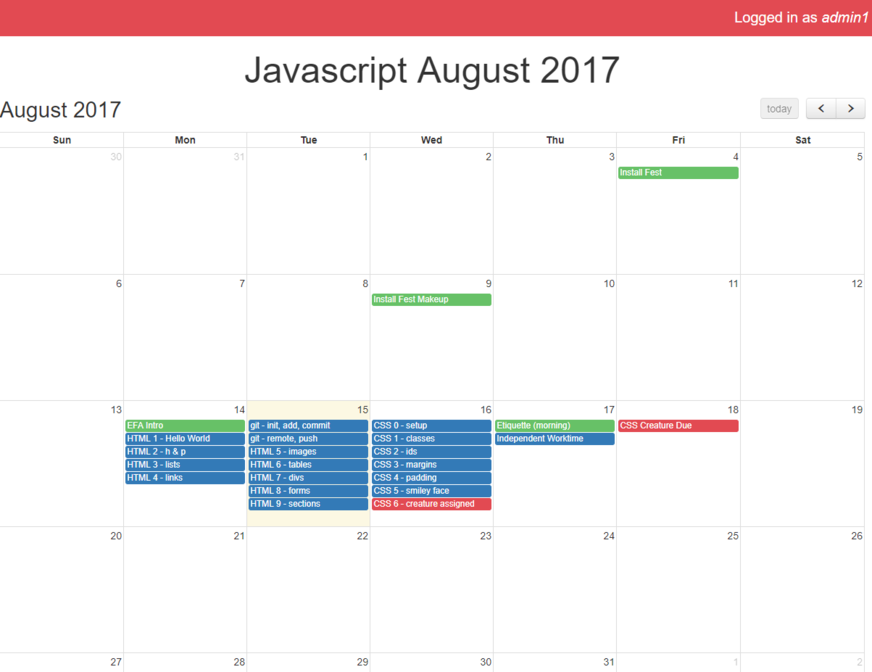 Logged in as admin1
Javascript August 2017
August 2017
today < >
Sun Mon Tue Wed Thu Fri Sat
30 31 1 2 3 4 5
Install Fest
6 7 8 9 10 11 12
Install Fest Makeup
13 14 15 16 17 18 19
EFA Intro git - init, add, commit CSS 0 - setup Etiquette (morning) CSS Creature Due
HTML 1 - Hello World git - remote, push CSS 1 - classes Independent Worktime
HTML 2 - h & p HTML 5 - images CSS 2 - ids
HTML 3 - lists HTML 6 - tables CSS 3 - margins
HTML 4 - links HTML 7 - divs CSS 4 - padding
HTML 8 - forms CSS 5 - smiley face
HTML 9 - sections CSS 6 - creature assigned
20 21 22 23 24 25 26
27 28 29 30 31 1 2